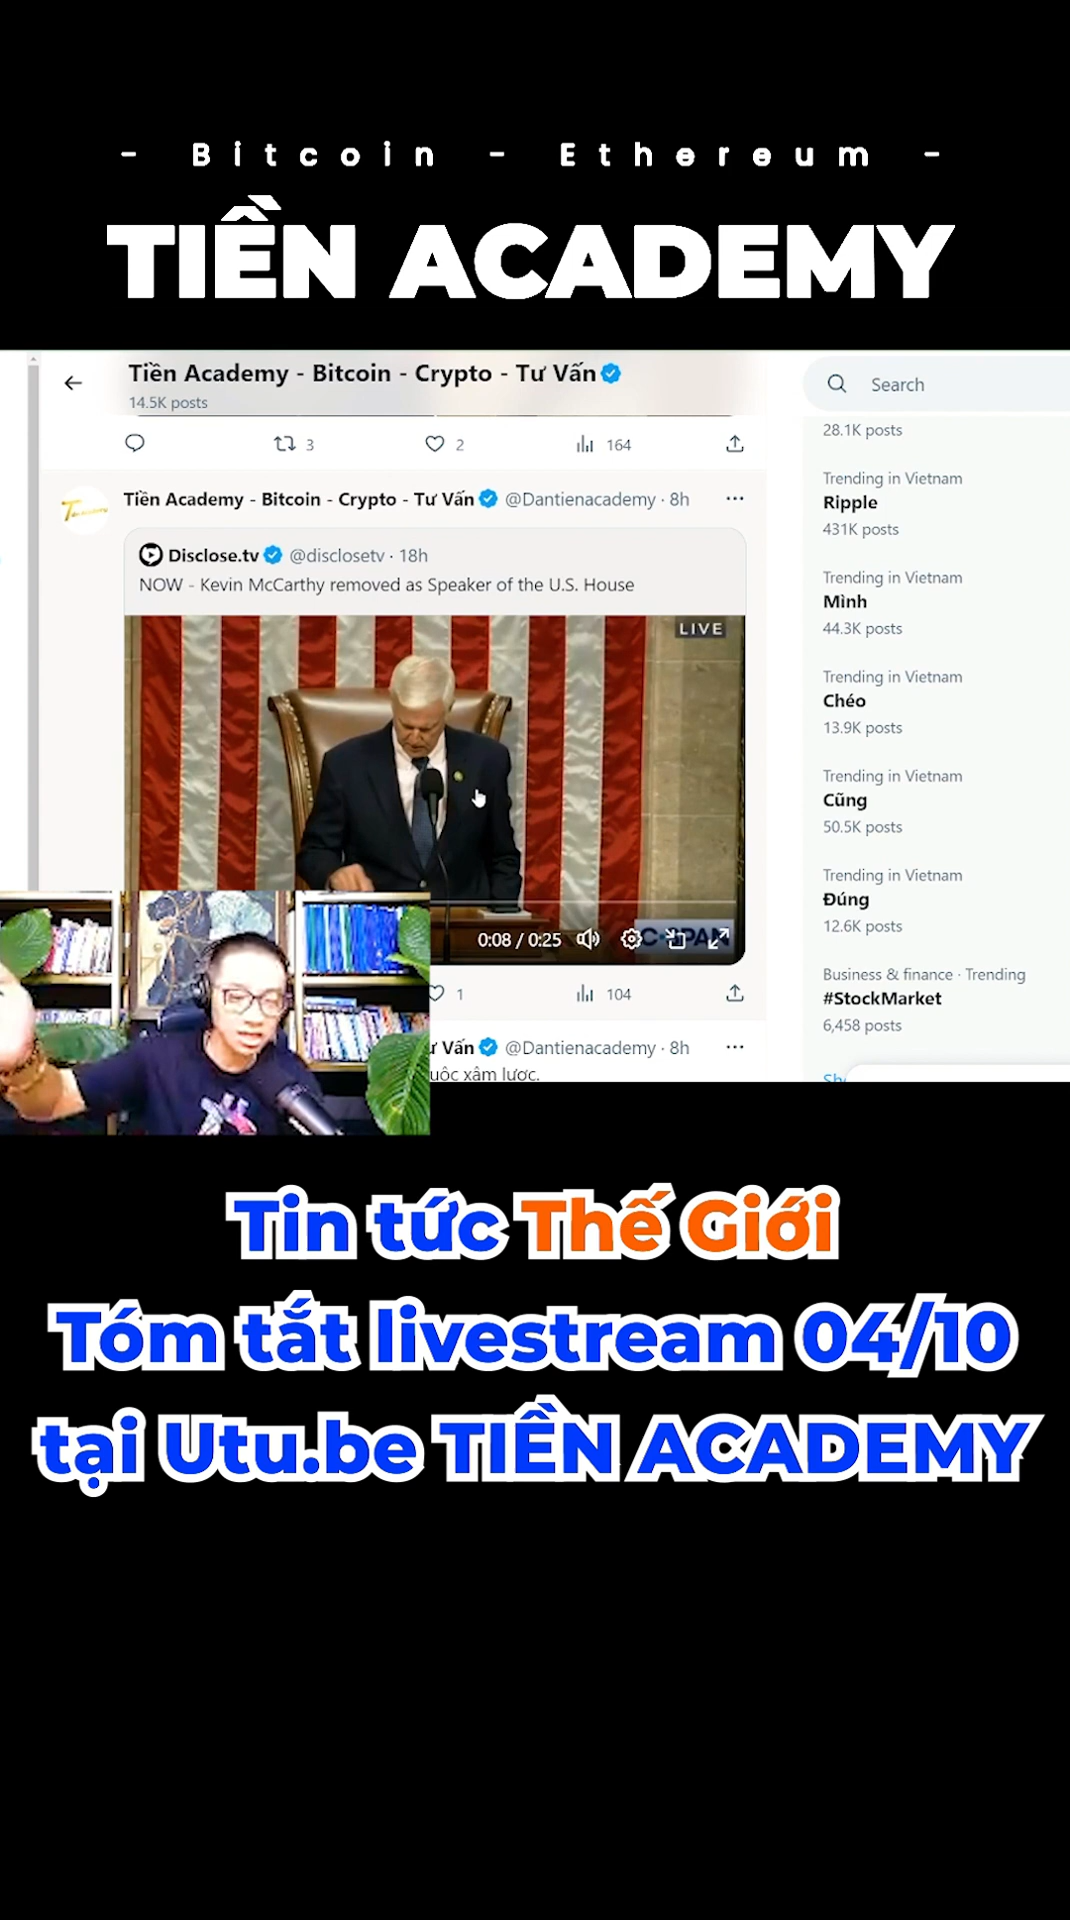 - Bitcoin - Ethereum -
TIỀN ACADEMY
Tiền Academy - Bitcoin - Crypto - Tư Vấn
14.5K posts
Search
28.1K posts
3
2
164
Tiền Academy - Bitcoin - Crypto - Tư Vấn @Dantienacademy · 8h ···
Disclose.tv @disclosetv · 18h
NOW - Kevin McCarthy removed as Speaker of the U.S. House
LIVE
0:08 / 0:25
1
104
Vấn @Dantienacademy · 8h ···
uộc xâm lược.
Trending in Vietnam
Ripple
431K posts
Trending in Vietnam
Mình
44.3K posts
Trending in Vietnam
Chéo
13.9K posts
Trending in Vietnam
Cũng
50.5K posts
Trending in Vietnam
Đúng
12.6K posts
Business & finance · Trending
#StockMarket
6,458 posts
Tin tức Thế Giới
Tóm tắt livestream 04/10
tại Utu.be TIỀN ACADEMY